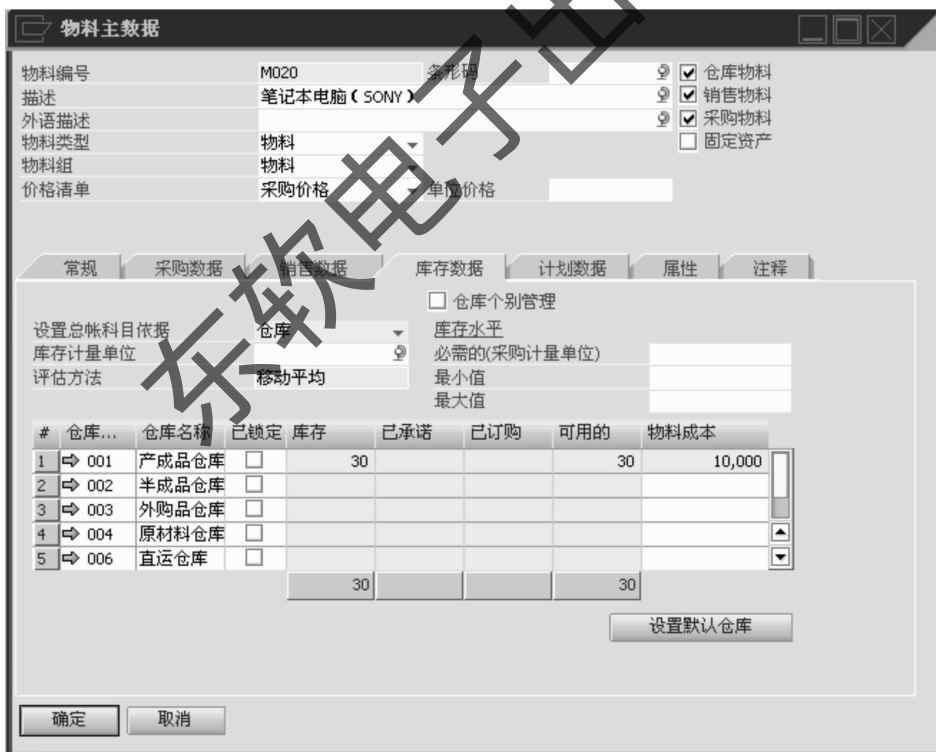 物料主数据
物料编号 M020 条形码 仓库物料
描述 笔记本电脑(SONY) 销售物料
外语描述 采购物料
物料类型 物料 固定资产
物料组 物料
价格清单 采购价格 单位价格
常规 采购数据 销售数据 库存数据 计划数据 属性 注释
仓库个别管理
设置总帐科目依据 仓库 库存水平
库存计量单位 必需的(采购计量单位)
评估方法 移动平均 最小值
最大值
# 仓库... 仓库名称 已锁定 库存 已承诺 已订购 可用的 物料成本
1 001 产成品仓库 30 30 10,000
2 002 半成品仓库
3 003 外购品仓库
4 004 原材料仓库
5 006 直运仓库
30 30
设置默认仓库
确定 取消
东软电子出